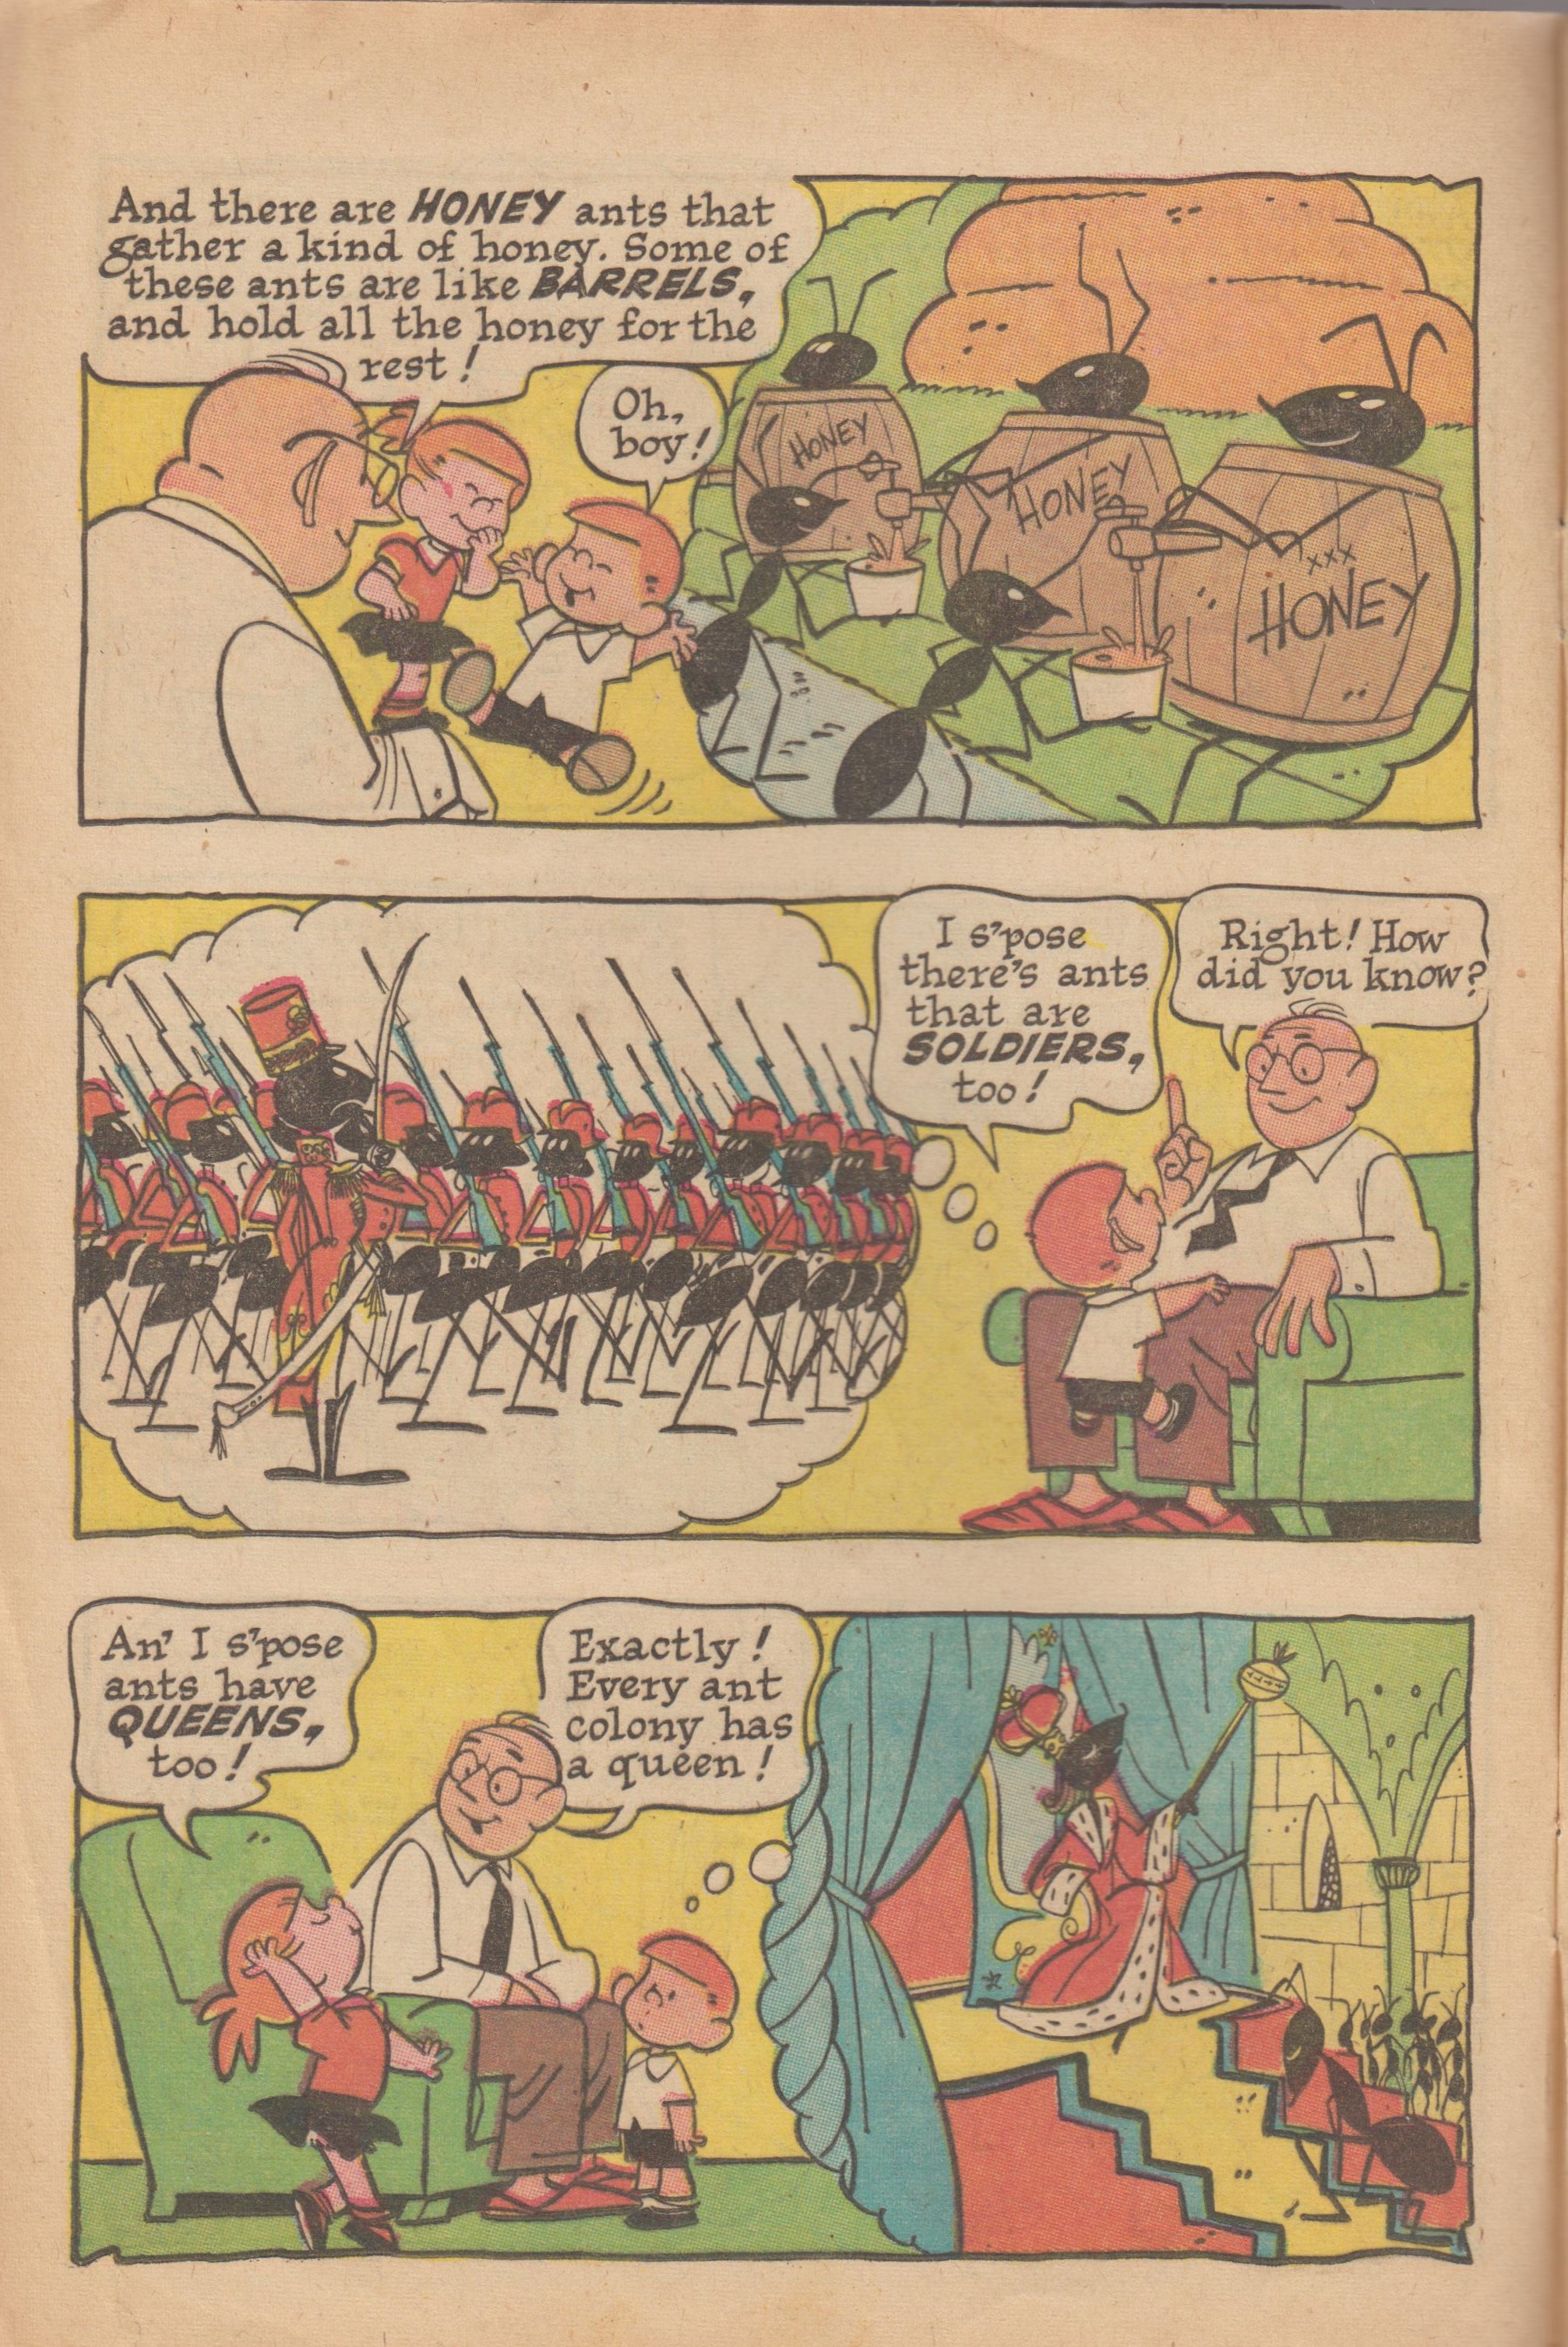 And there are HONEY ants that
gather a kind of honey. Some of
these ants are like BARRELS,
and hold all the honey for the
rest!
Oh,
boy!
HONEY
HONEY
xxx
HONEY
I s'pose
there's ants
that are
SOLDIERS,
too!
Right! How
did you know?
An' I s'pose
ants have
QUEENS,
too!
Exactly!
Every ant
colony has
a queen!